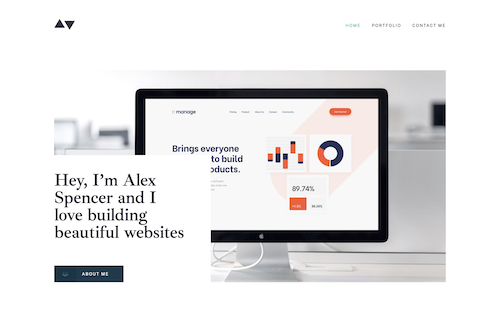 HOME PORTFOLIO CONTACT ME
manage
Brings everyone
to build
products.
89.74%
Hey, I’m Alex
Spencer and I
love building
beautiful websites
ABOUT ME